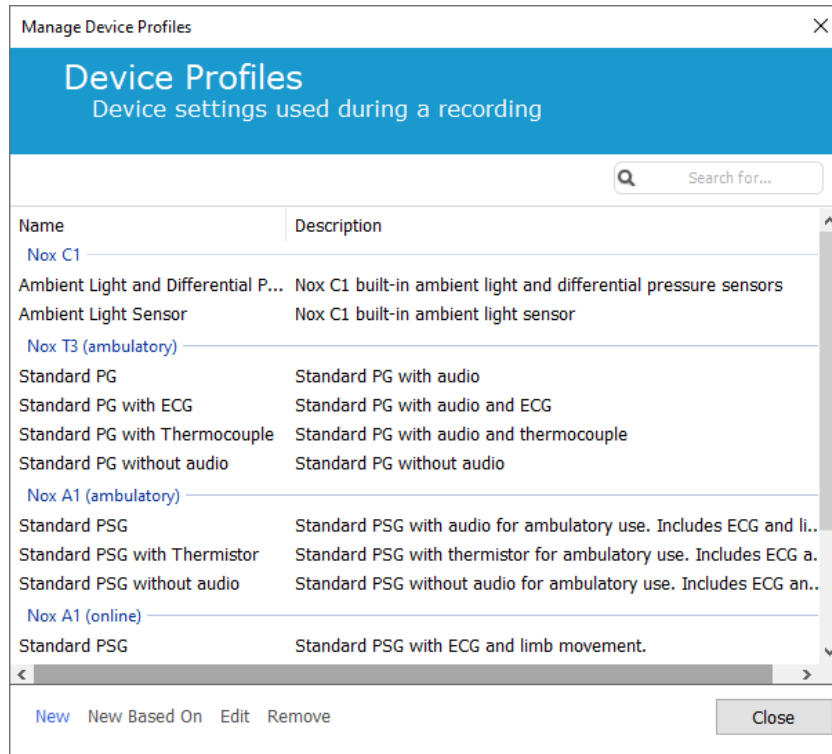 Manage Device Profiles
Device Profiles
Device settings used during a recording
Search for...
Name Description
Nox C1
Ambient Light and Differential P... Nox C1 built-in ambient light and differential pressure sensors
Ambient Light Sensor Nox C1 built-in ambient light sensor
Nox T3 (ambulatory)
Standard PG Standard PG with audio
Standard PG with ECG Standard PG with audio and ECG
Standard PG with Thermocouple Standard PG with audio and thermocouple
Standard PG without audio Standard PG without audio
Nox A1 (ambulatory)
Standard PSG Standard PSG with audio for ambulatory use. Includes ECG and li..
Standard PSG with Thermistor Standard PSG with thermistor for ambulatory use. Includes ECG a.
Standard PSG without audio Standard PSG without audio for ambulatory use. Includes ECG an..
Nox A1 (online)
Standard PSG Standard PSG with ECG and limb movement.
New New Based On Edit Remove Close